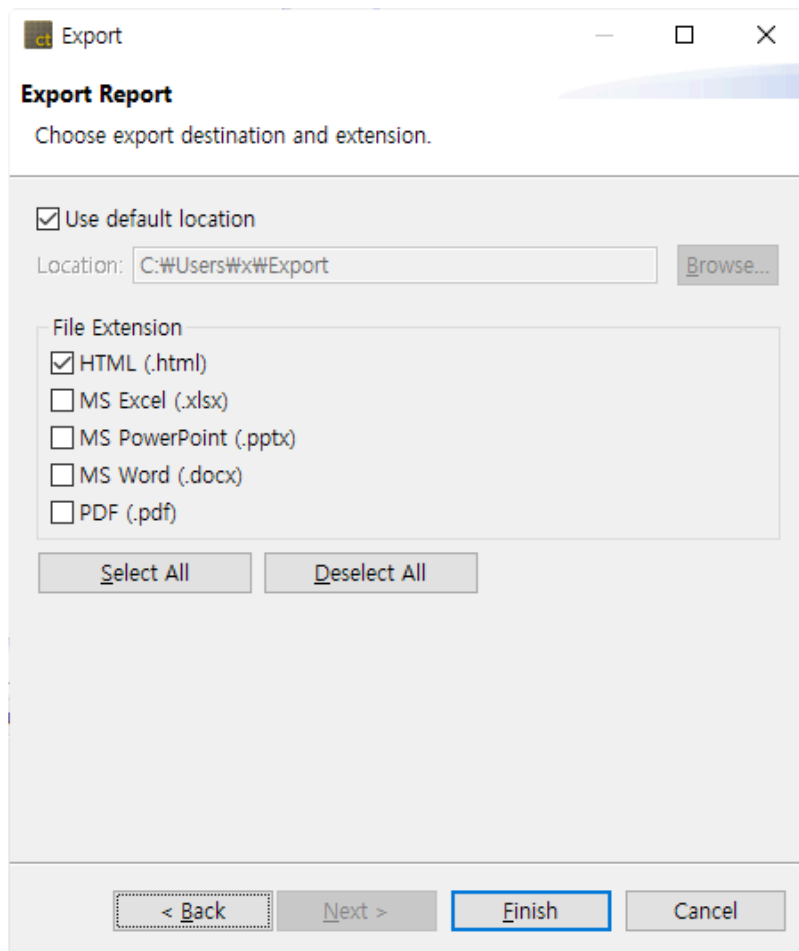 ct Export
Export Report
Choose export destination and extension.
Use default location
Location: C:₩Users₩x₩Export Browse...
File Extension
HTML (.html)
MS Excel (.xlsx)
MS PowerPoint (.pptx)
MS Word (.docx)
PDF (.pdf)
Select All Deselect All
< Back Next > Finish Cancel